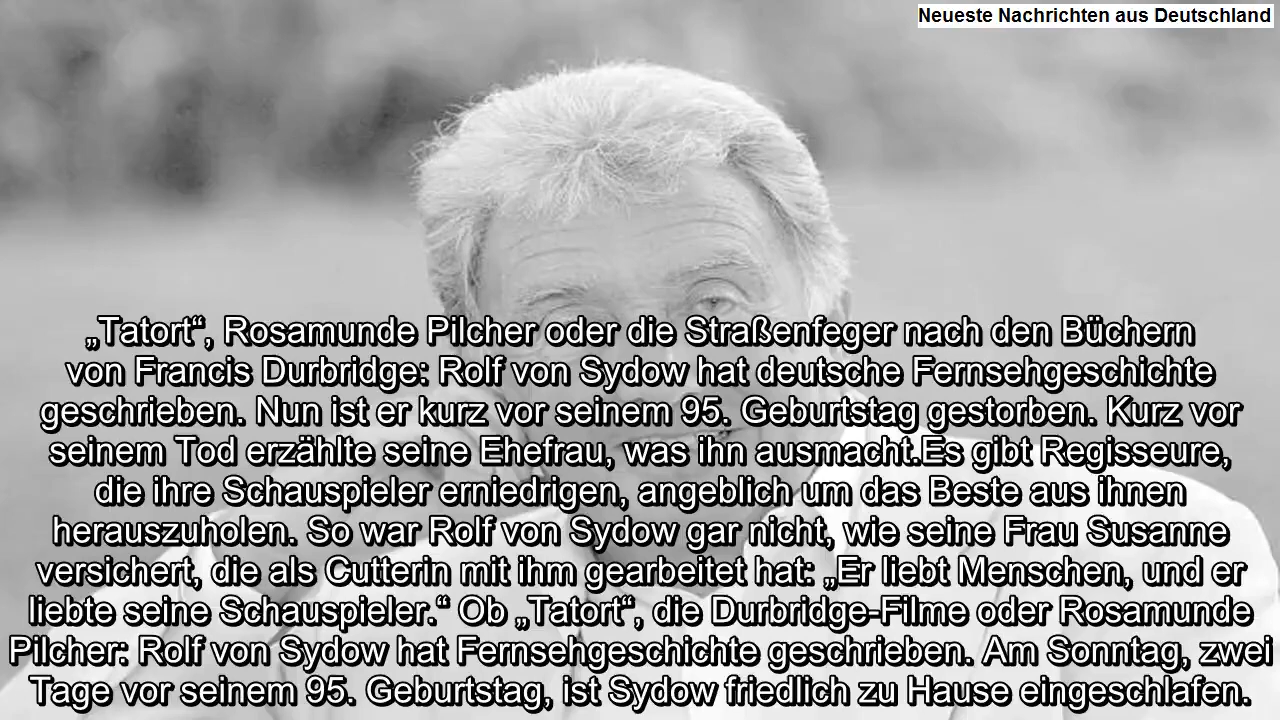 Neueste Nachrichten aus Deutschland
„Tatort“, Rosamunde Pilcher oder die Straßenfeger nach den Büchern
von Francis Durbridge: Rolf von Sydow hat deutsche Fernsehgeschichte
geschrieben. Nun ist er kurz vor seinem 95. Geburtstag gestorben. Kurz vor
seinem Tod erzählte seine Ehefrau, was ihn ausmacht.Es gibt Regisseure,
die ihre Schauspieler erniedrigen, angeblich um das Beste aus ihnen
herauszuholen. So war Rolf von Sydow gar nicht, wie seine Frau Susanne
versichert, die als Cutterin mit ihm gearbeitet hat: „Er liebt Menschen, und er
liebte seine Schauspieler.“ Ob „Tatort“, die Durbridge-Filme oder Rosamunde
Pilcher: Rolf von Sydow hat Fernsehgeschichte geschrieben. Am Sonntag, zwei
Tage vor seinem 95. Geburtstag, ist Sydow friedlich zu Hause eingeschlafen.